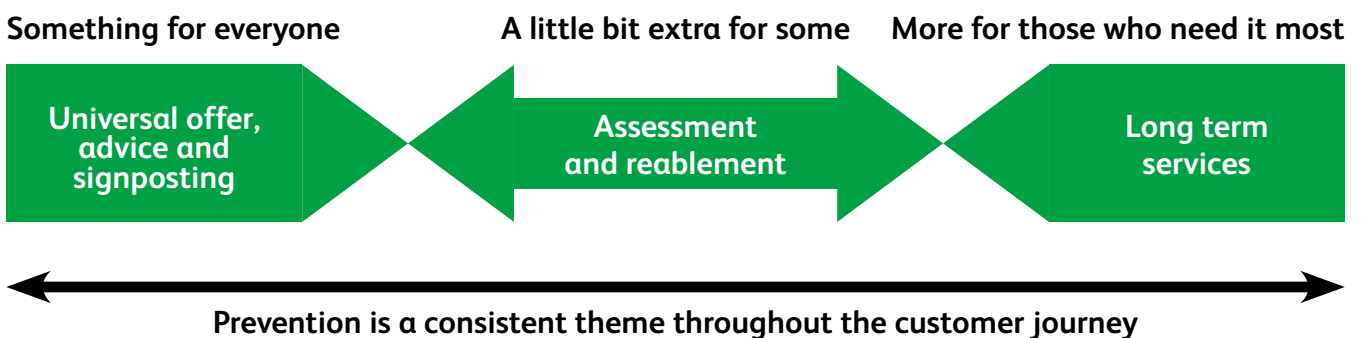 Something for everyone
A little bit extra for some
More for those who need it most
Universal offer,
advice and
signposting
Assessment
and reablement
Long term
services
Prevention is a consistent theme throughout the customer journey